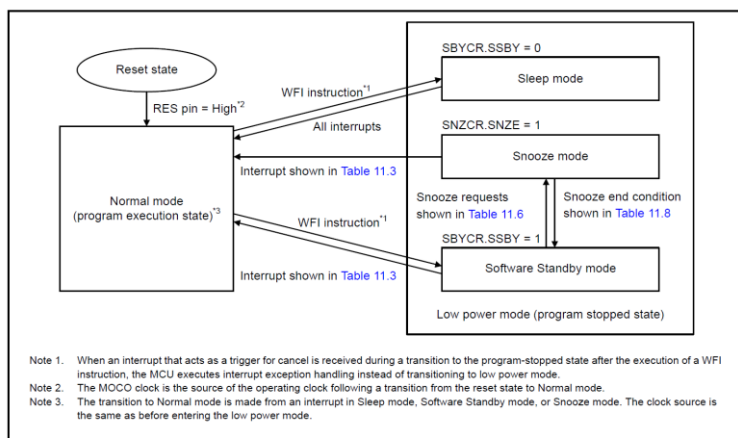 SBYCR.SSBY = 0
Reset state
Sleep mode
WFI instruction*1
RES pin = High*2
All interrupts
SNZCR.SNZE = 1
Snooze mode
Interrupt shown in Table 11.3
Normal mode
(program execution state)*3
Snooze requests
shown in Table 11.6
Snooze end condition
shown in Table 11.8
WFI instruction*1
SBYCR.SSBY = 1
Software Standby mode
Interrupt shown in Table 11.3
Low power mode (program stopped state)
Note 1. When an interrupt that acts as a trigger for cancel is received during a transition to the program-stopped state after the execution of a WFI
instruction, the MCU executes interrupt exception handling instead of transitioning to low power mode.
Note 2. The MOCO clock is the source of the operating clock following a transition from the reset state to Normal mode.
Note 3. The transition to Normal mode is made from an interrupt in Sleep mode, Software Standby mode, or Snooze mode. The clock source is
the same as before entering the low power mode.